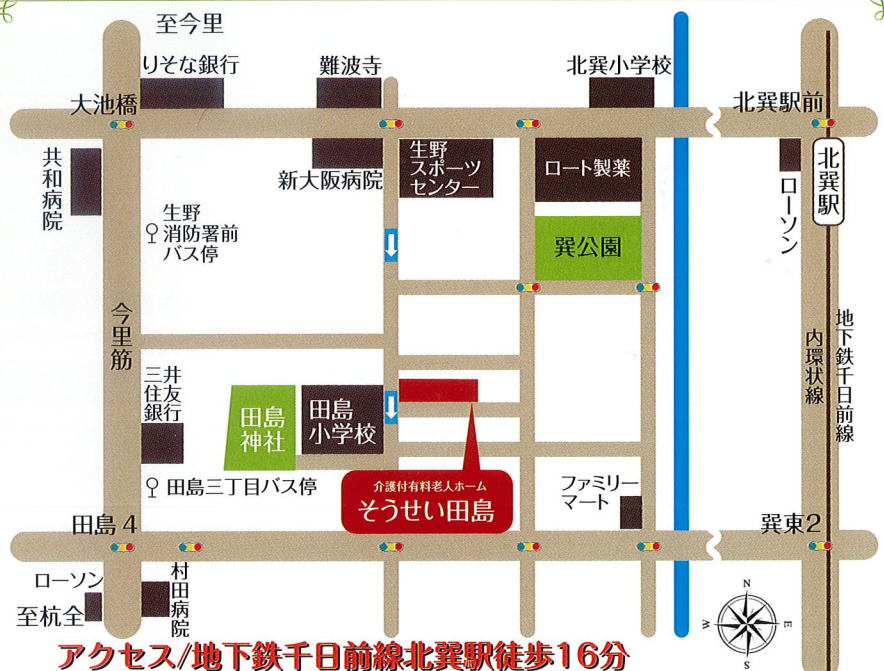 至今里
りそな銀行
難波寺
北巽小学校
大池橋
北巽駅前
共和病院
新大阪病院
生野
スポーツ
センター
ロート製薬
ローソン
北巽駅
生野
消防署前
バス停
巽公園
今里筋
内環状線
地下鉄千日前線
三井
住友
銀行
田島
神社
田島
小学校
介護付有料老人ホーム
そうせい田島
田島三丁目バス停
ファミリー
マート
田島4
巽東2
ローソン
至杭全
村田病院
N
W
E
S
アクセス/地下鉄千日前線北巽駅徒歩16分